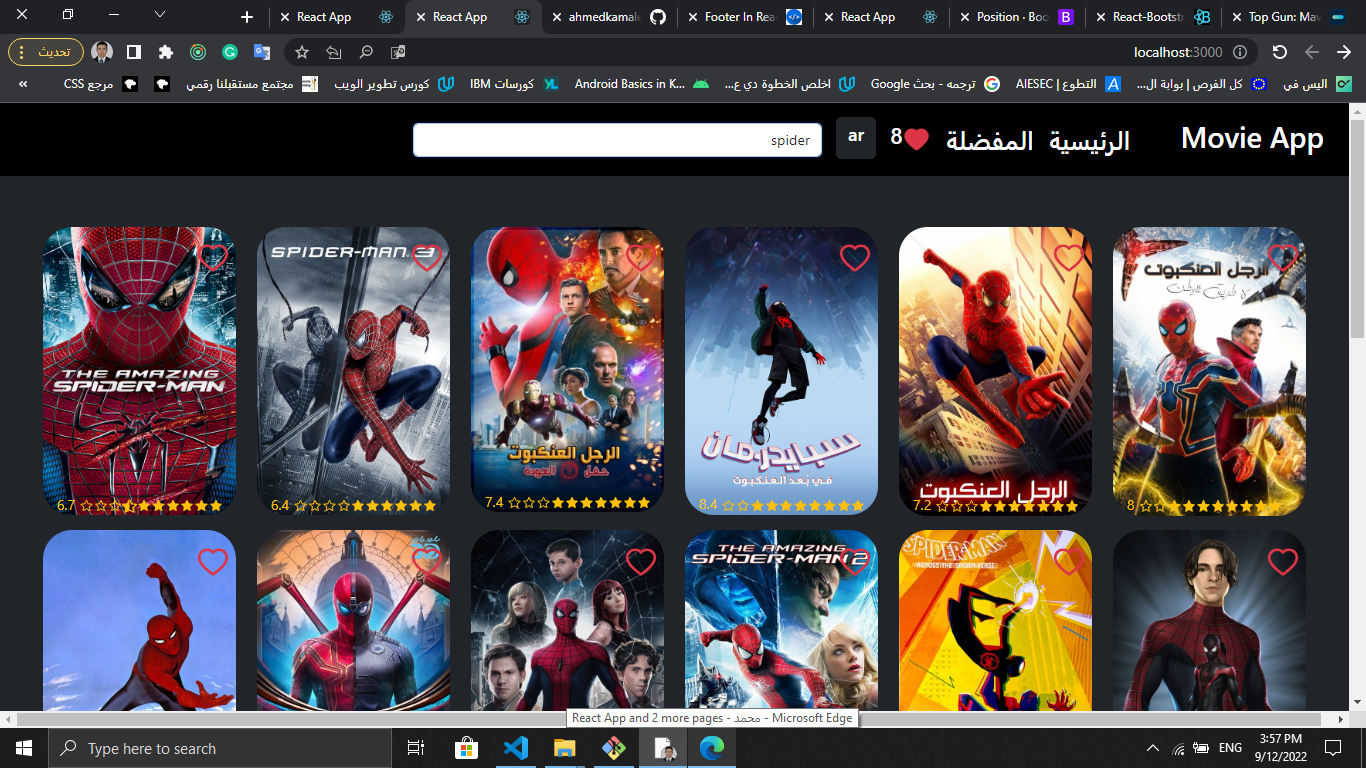 React App
React App
ahmedkamal
Footer In Rea
React App
Position · Boo
React-Bootstr
Top Gun: Mav
تحديث
localhost:3000
اليس في
كل الفرص | بوابة ال...
التطوع | AIESEC
ترجمه - بحث Google
اخلص الخطوة دي ع...
Android Basics in K...
كورسات IBM
كورس تطوير الويب
مجتمع مستقبلنا رقمي
مرجع CSS
»
Movie App
الرئيسية
المفضلة
8
ar
spider
THE AMAZING
SPIDER-MAN
6.7
SPIDER-MAN 3
6.4
الرجل العنكبوت
حفل العودة
7.4
سبايدرمان
في بُعد العنكبوت
8.4
الرجل العنكبوت
7.2
الرجل العنكبوت
لا طريق للوطن
8
THE AMAZING
SPIDER-MAN 2
SPIDER-MAN
ACROSS THE SPIDER-VERSE
React App and 2 more pages - محمد - Microsoft Edge
Type here to search
ENG
3:57 PM
9/12/2022